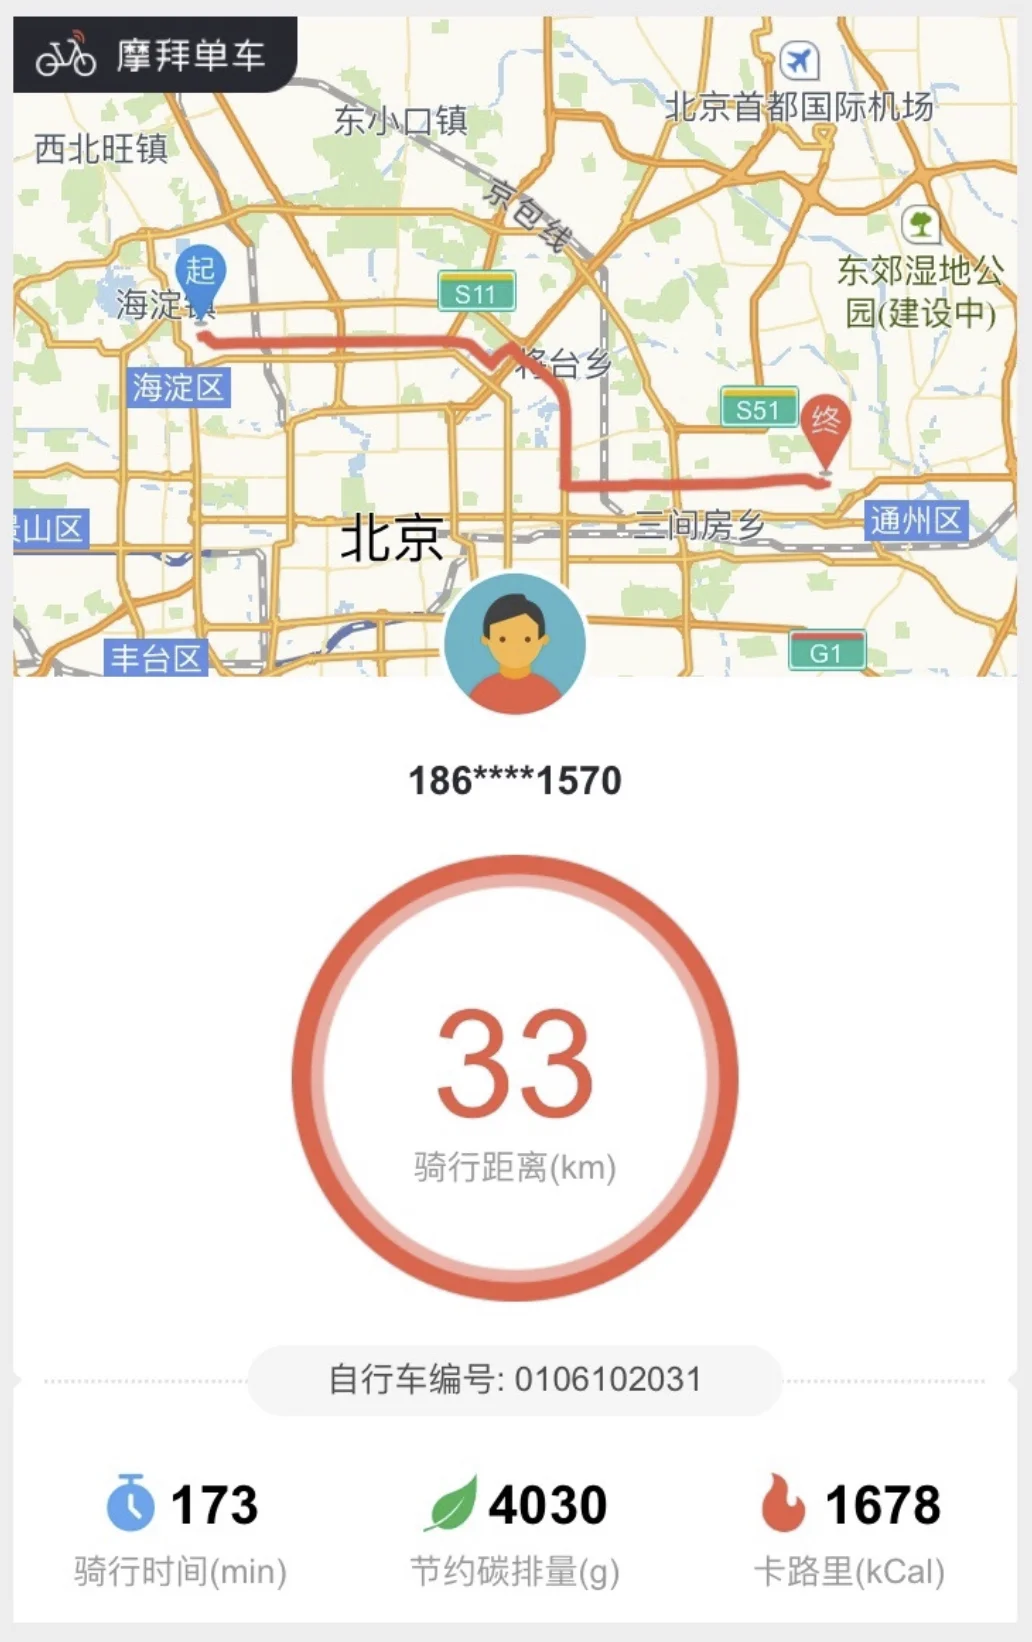 摩拜单车
北京首都国际机场
东小口镇
西北旺镇
京包线
起
东郊湿地公
园(建设中)
海淀镇
S11
将台乡
海淀区
S51
终
山区
北京
三间房乡
通州区
丰台区
G1
186****1570
33
骑行距离(km)
自行车编号: 0106102031
173
4030
1678
骑行时间(min)
节约碳排量(g)
卡路里(kCal)